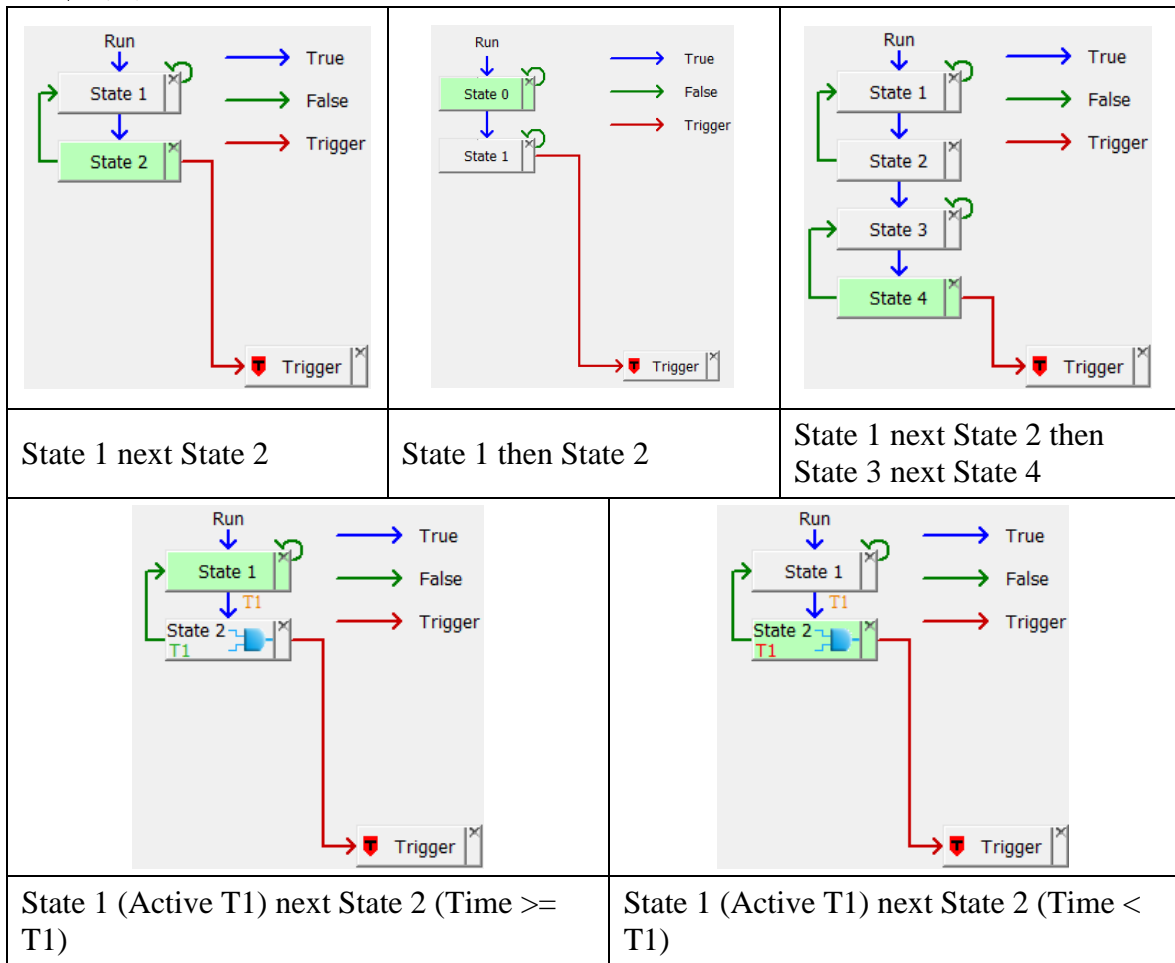 Run
True
State 1
False
State 2
Trigger
Trigger
Run
True
State 0
False
Trigger
State 1
Trigger
Run
True
State 1
False
Trigger
State 2
State 3
State 4
Trigger
State 1 next State 2
State 1 then State 2
State 1 next State 2 then
State 3 next State 4
Run
True
State 1
False
T1
Trigger
State 2
T1
Trigger
Run
True
State 1
False
T1
Trigger
State 2
T1
Trigger
State 1 (Active T1) next State 2 (Time >=
T1)
State 1 (Active T1) next State 2 (Time <
T1)